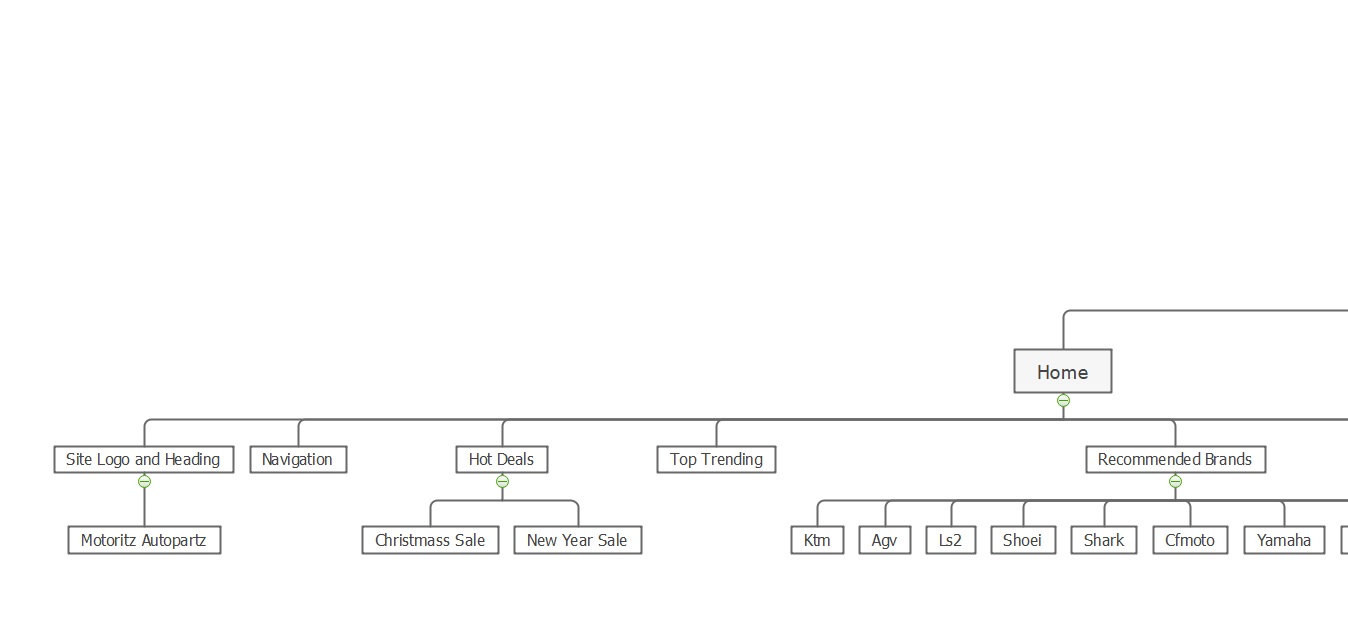 Home
Site Logo and Heading
Navigation
Hot Deals
Top Trending
Recommended Brands
Motoritz Autopartz
Christmass Sale
New Year Sale
Ktm
Agv
Ls2
Shoei
Shark
Cfmoto
Yamaha